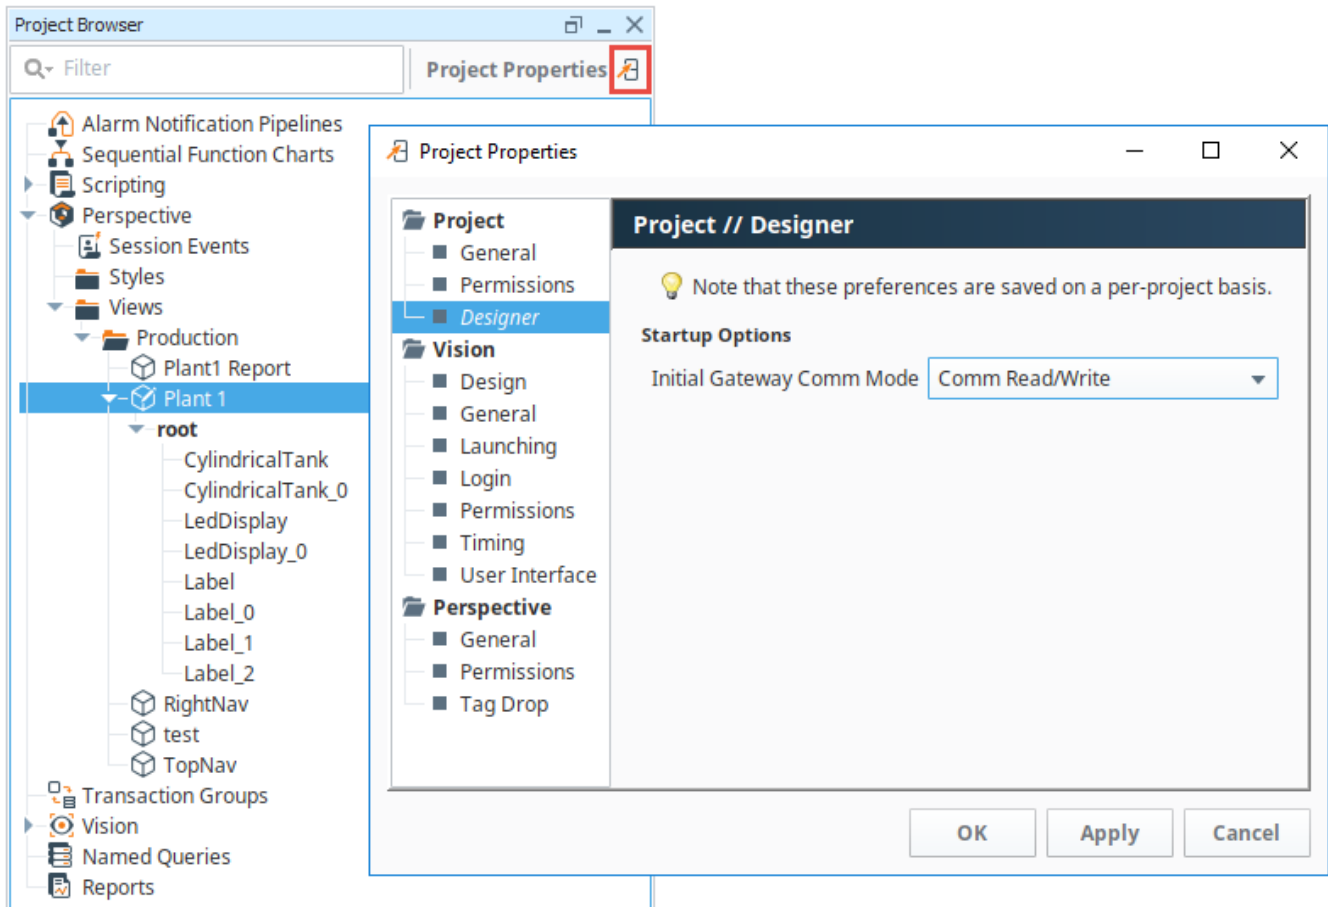 Project Browser
Filter
Project Properties
Alarm Notification Pipelines
Sequential Function Charts
Scripting
Perspective
Session Events
Styles
Views
Production
Plant1 Report
Plant 1
root
CylindricalTank
CylindricalTank_0
LedDisplay
LedDisplay_0
Label
Label_0
Label_1
Label_2
RightNav
test
TopNav
Transaction Groups
Vision
Named Queries
Reports
Project Properties
Project
General
Permissions
Designer
Vision
Design
General
Launching
Login
Permissions
Timing
User Interface
Perspective
General
Permissions
Tag Drop
Project // Designer
Note that these preferences are saved on a per-project basis.
Startup Options
Initial Gateway Comm Mode Comm Read/Write
OK Apply Cancel